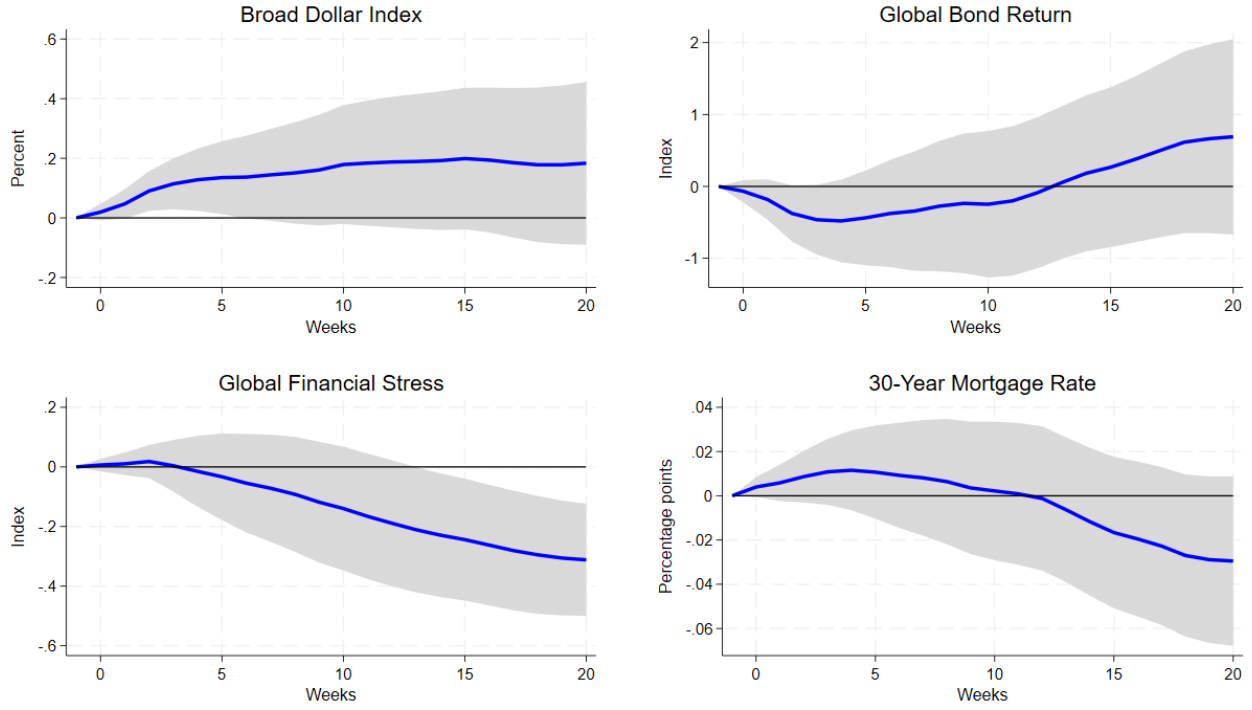 Broad Dollar Index
.6
.4
.2
0
-.2
Percent
0 5 10 15 20
Weeks
Global Bond Return
2
1
0
-1
Index
0 5 10 15 20
Weeks
Global Financial Stress
.2
0
-.2
-.4
-.6
Index
0 5 10 15 20
Weeks
30-Year Mortgage Rate
.04
.02
0
-.02
-.04
-.06
Percentage points
0 5 10 15 20
Weeks